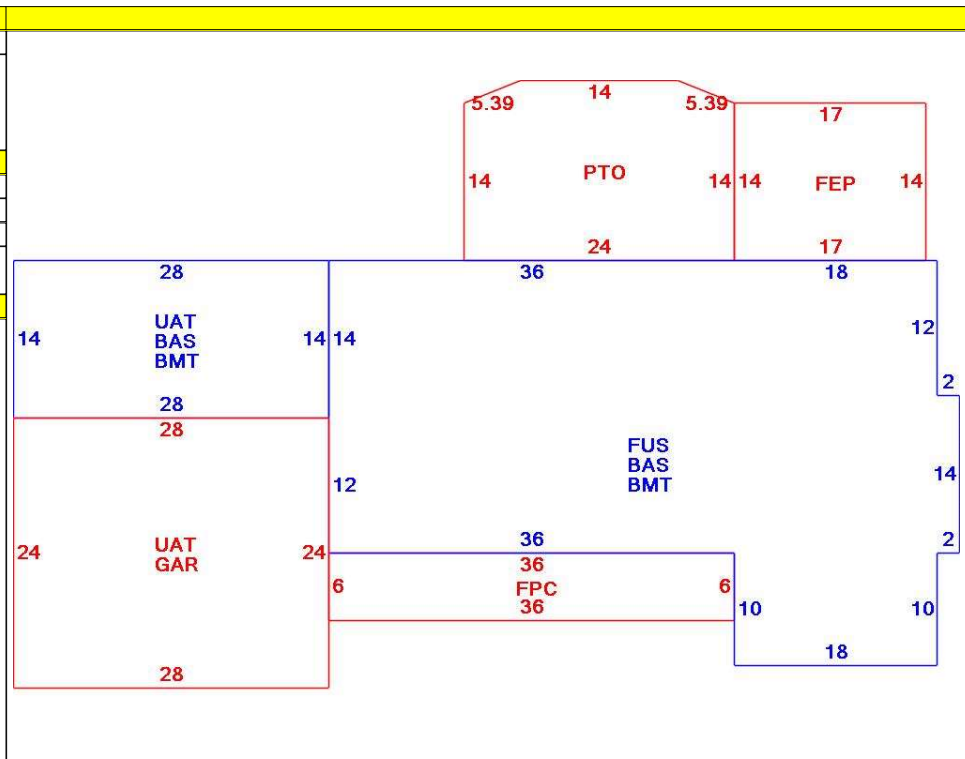 14
5.39 5.39
17
PTO
14 14 14 FEP 14
24 17
28 36 18
UAT
BAS
BMT
14 14 14 12
2
28
28
FUS
BAS
BMT
12 14
36 2
UAT
GAR
24 24
36
FPC
6 6
36
10 10
18
28